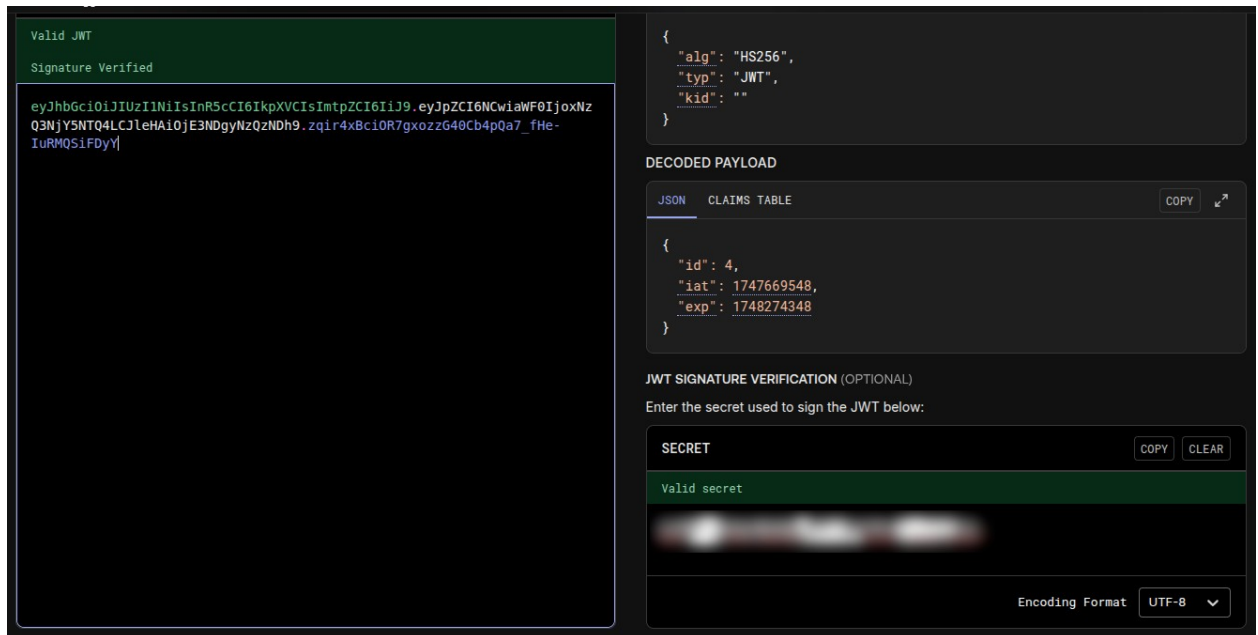 Valid JWT
Signature Verified
eyJhbGciOiJIUzI1NiIsInR5cCI6IkpXVCIsImtpZCI6IiJ9.eyJpZCI6NCwiaWF0IjoxNz
Q3NjY5NTQ4LCJleHAiOjE3NDgyNzQzNDh9.zqir4xBciOR7gxozzG40Cb4pQa7_fHe-
IuRMQSiFDyY
{
"alg": "HS256",
"typ": "JWT",
"kid": ""
}
DECODED PAYLOAD
JSON CLAIMS TABLE COPY
{
"id": 4,
"iat": 1747669548,
"exp": 1748274348
}
JWT SIGNATURE VERIFICATION (OPTIONAL)
Enter the secret used to sign the JWT below:
SECRET COPY CLEAR
Valid secret
Encoding Format UTF-8